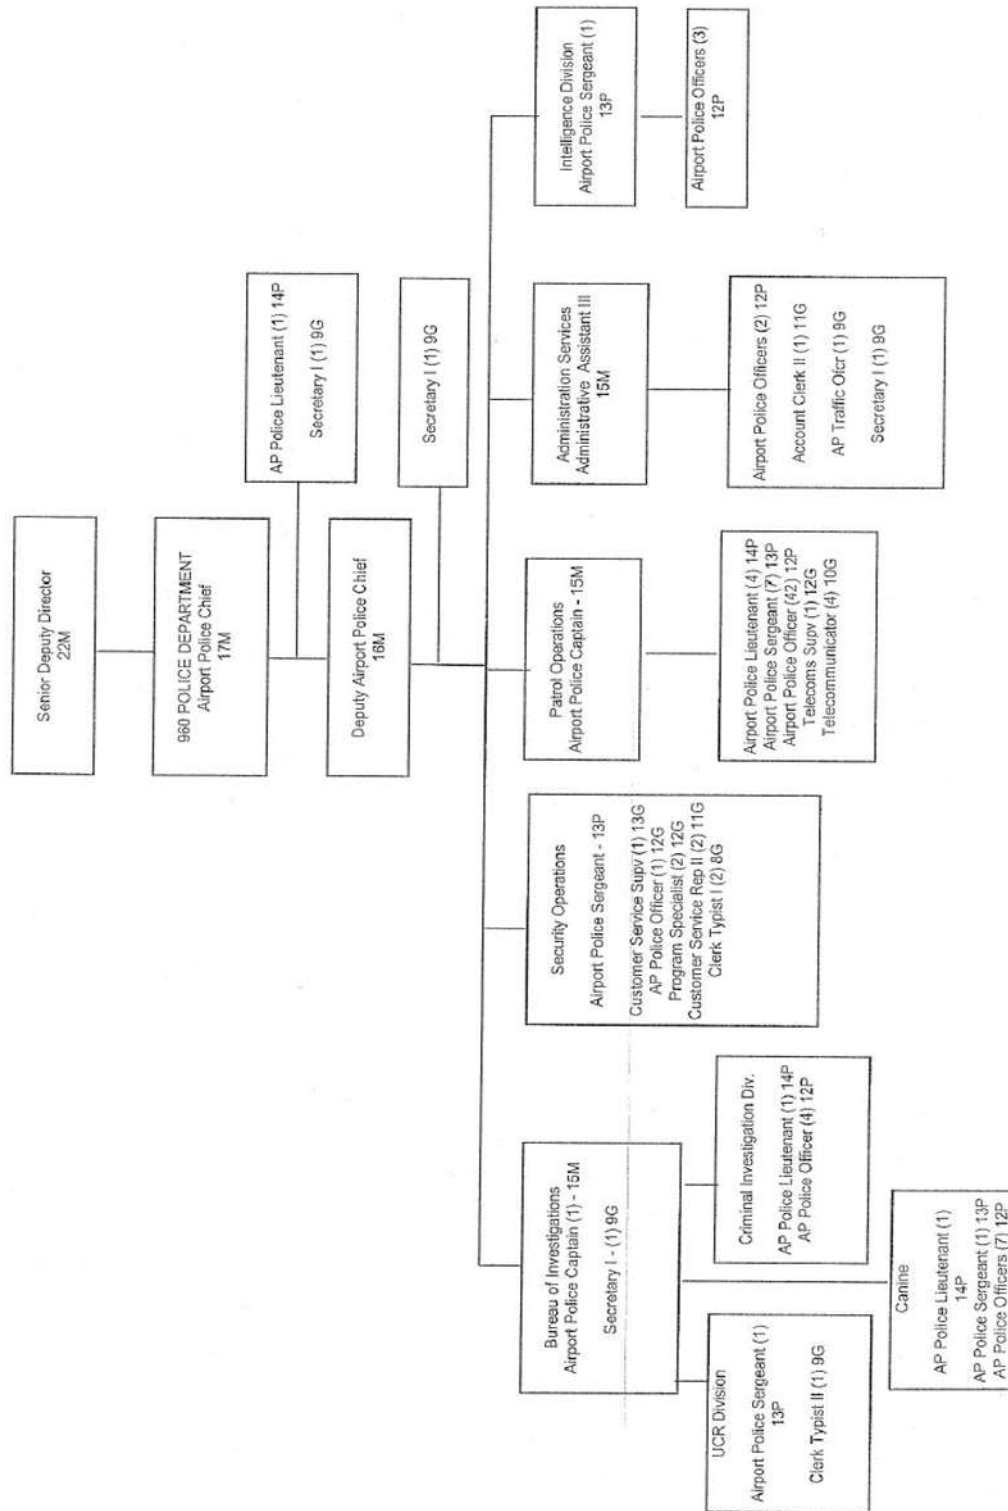 Senior Deputy Director
22M
960 POLICE DEPARTMENT
Airport Police Chief
17M
AP Police Lieutenant (1) 14P
Secretary I (1) 9G
Deputy Airport Police Chief
16M
Secretary I (1) 9G
Bureau of Investigations
Airport Police Captain (1) - 15M
Secretary I - (1) 9G
Security Operations
Airport Police Sergeant - 13P
Customer Service Supv (1) 13G
AP Police Officer (1) 12G
Program Specialist (2) 12G
Customer Service Rep II (2) 11G
Clerk Typist I (2) 8G
Patrol Operations
Airport Police Captain - 15M
Administration Services
Administrative Assistant III
15M
Intelligence Division
Airport Police Sergeant (1)
13P
UCR Division
Airport Police Sergeant (1)
13P
Clerk Typist II (1) 9G
Criminal Investigation Div.
AP Police Lieutenant (1) 14P
AP Police Officer (4) 12P
Airport Police Lieutenant (4) 14P
Airport Police Sergeant (7) 13P
Airport Police Officer (42) 12P
Telecoms Supv (1) 12G
Telecommunicator (4) 10G
Airport Police Officers (2) 12P
Account Clerk II (1) 11G
AP Traffic Ofcr (1) 9G
Secretary I (1) 9G
Airport Police Officers (3)
12P
Canine
AP Police Lieutenant (1)
14P
AP Police Sergeant (1) 13P
AP Police Officers (7) 12P